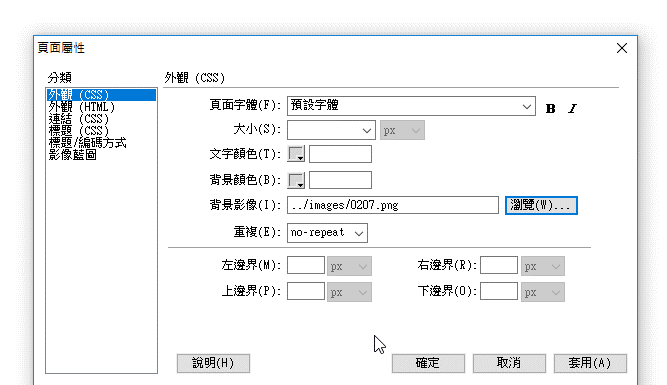 頁面屬性
分類
外觀 (CSS)
外觀 (HTML)
連結 (CSS)
標題 (CSS)
標題/編碼方式
影像藍圖
外觀 (CSS)
頁面字體(F): 預設字體 B I
大小(S): px
文字顏色(T):
背景顏色(B):
背景影像(I): ../images/0207.png 瀏覽(W)...
重複(E): no-repeat
左邊界(M): px 右邊界(R): px
上邊界(P): px 下邊界(O): px
說明(H) 確定 取消 套用(A)